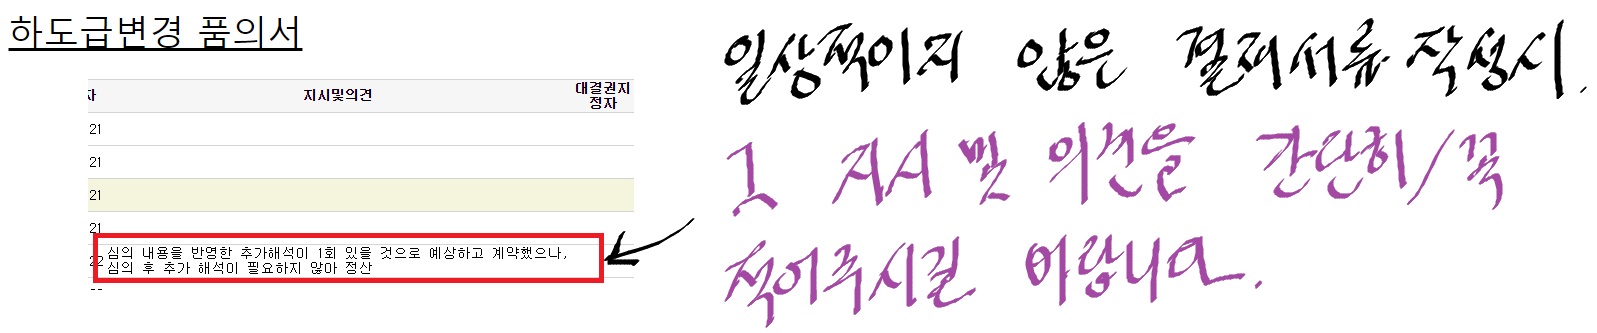 하도급변경 품의서
자 지시및의견 대결권지
정자
21
21
21
21
22 심의 내용을 반영한 추가해석이 1회 있을 것으로 예상하고 계약했으나,
심의 후 추가 해석이 필요하지 않아 정산
일상적이지 않은 결재서류 작성시.
그 지시 및 의견을 간단히/꼭
적어주시길 바랍니다.